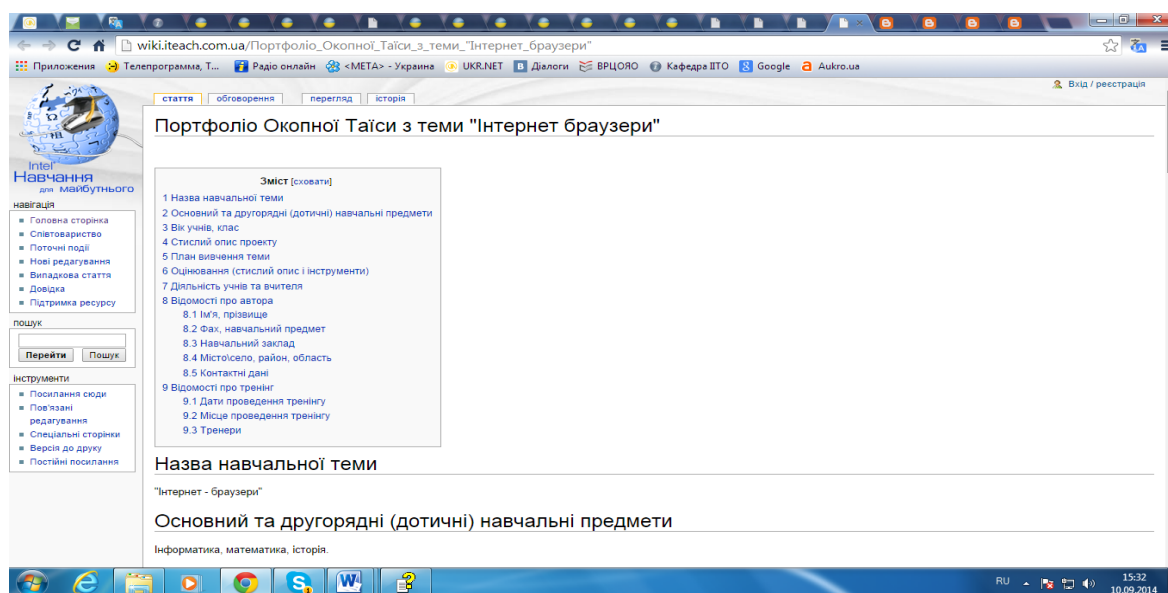 wiki.iteach.com.ua/Портфоліо_Окопної_Таїси_з_теми_"Інтернет_браузери"
Приложения Телепрограмма, Т... Радіо онлайн <МЕТА> - Украина UKR.NET Діалоги ВРЦОЯО Кафедра ІІТО Google Aukro.ua
Вхід / реєстрація
стаття обговорення перегляд історія
Портфоліо Окопної Таїси з теми "Інтернет браузери"
Intel®
Навчання
для майбутнього
навігація
Головна сторінка
Співтовариство
Поточні події
Нові редагування
Випадкова стаття
Довідка
Підтримка ресурсу
пошук
Перейти Пошук
інструменти
Посилання сюди
Пов'язані
редагування
Спеціальні сторінки
Версія до друку
Постійні посилання
Зміст [сховати]
1 Назва навчальної теми
2 Основний та другорядні (дотичні) навчальні предмети
3 Вік учнів, клас
4 Стислий опис проекту
5 План вивчення теми
6 Оцінювання (стислий опис і інструменти)
7 Діяльність учнів та вчителя
8 Відомості про автора
8.1 Ім'я, прізвище
8.2 Фах, навчальний предмет
8.3 Навчальний заклад
8.4 Місто\село, район, область
8.5 Контактні дані
9 Відомості про тренінг
9.1 Дати проведення тренінгу
9.2 Місце проведення тренінгу
9.3 Тренери
Назва навчальної теми
"Інтернет - браузери"
Основний та другорядні (дотичні) навчальні предмети
Інформатика, математика, історія.
RU 15:32
10.09.2014